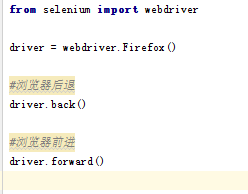 from selenium import webdriver
driver = webdriver.Firefox()
#浏览器后退
driver.back()
#浏览器前进
driver.forward()